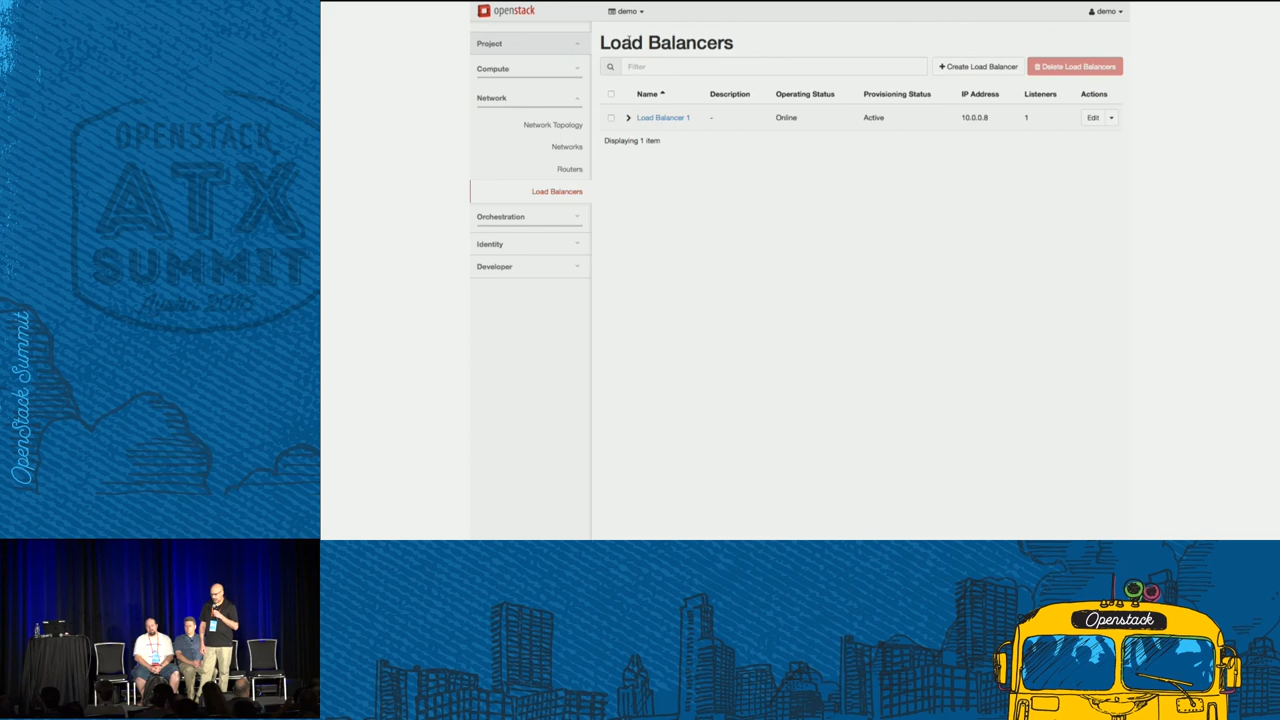 openstack
demo
demo
Project
Compute
Network
Network Topology
Networks
Routers
Load Balancers
Orchestration
Identity
Developer
Load Balancers
Filter
Create Load Balancer
Delete Load Balancers
Name Description Operating Status Provisioning Status IP Address Listeners Actions
Load Balancer 1 - Online Active 10.0.0.8 1 Edit
Displaying 1 item
OPENSTACK
ATX
SUMMIT
Austin 2016
OpenStack Summit
Openstack